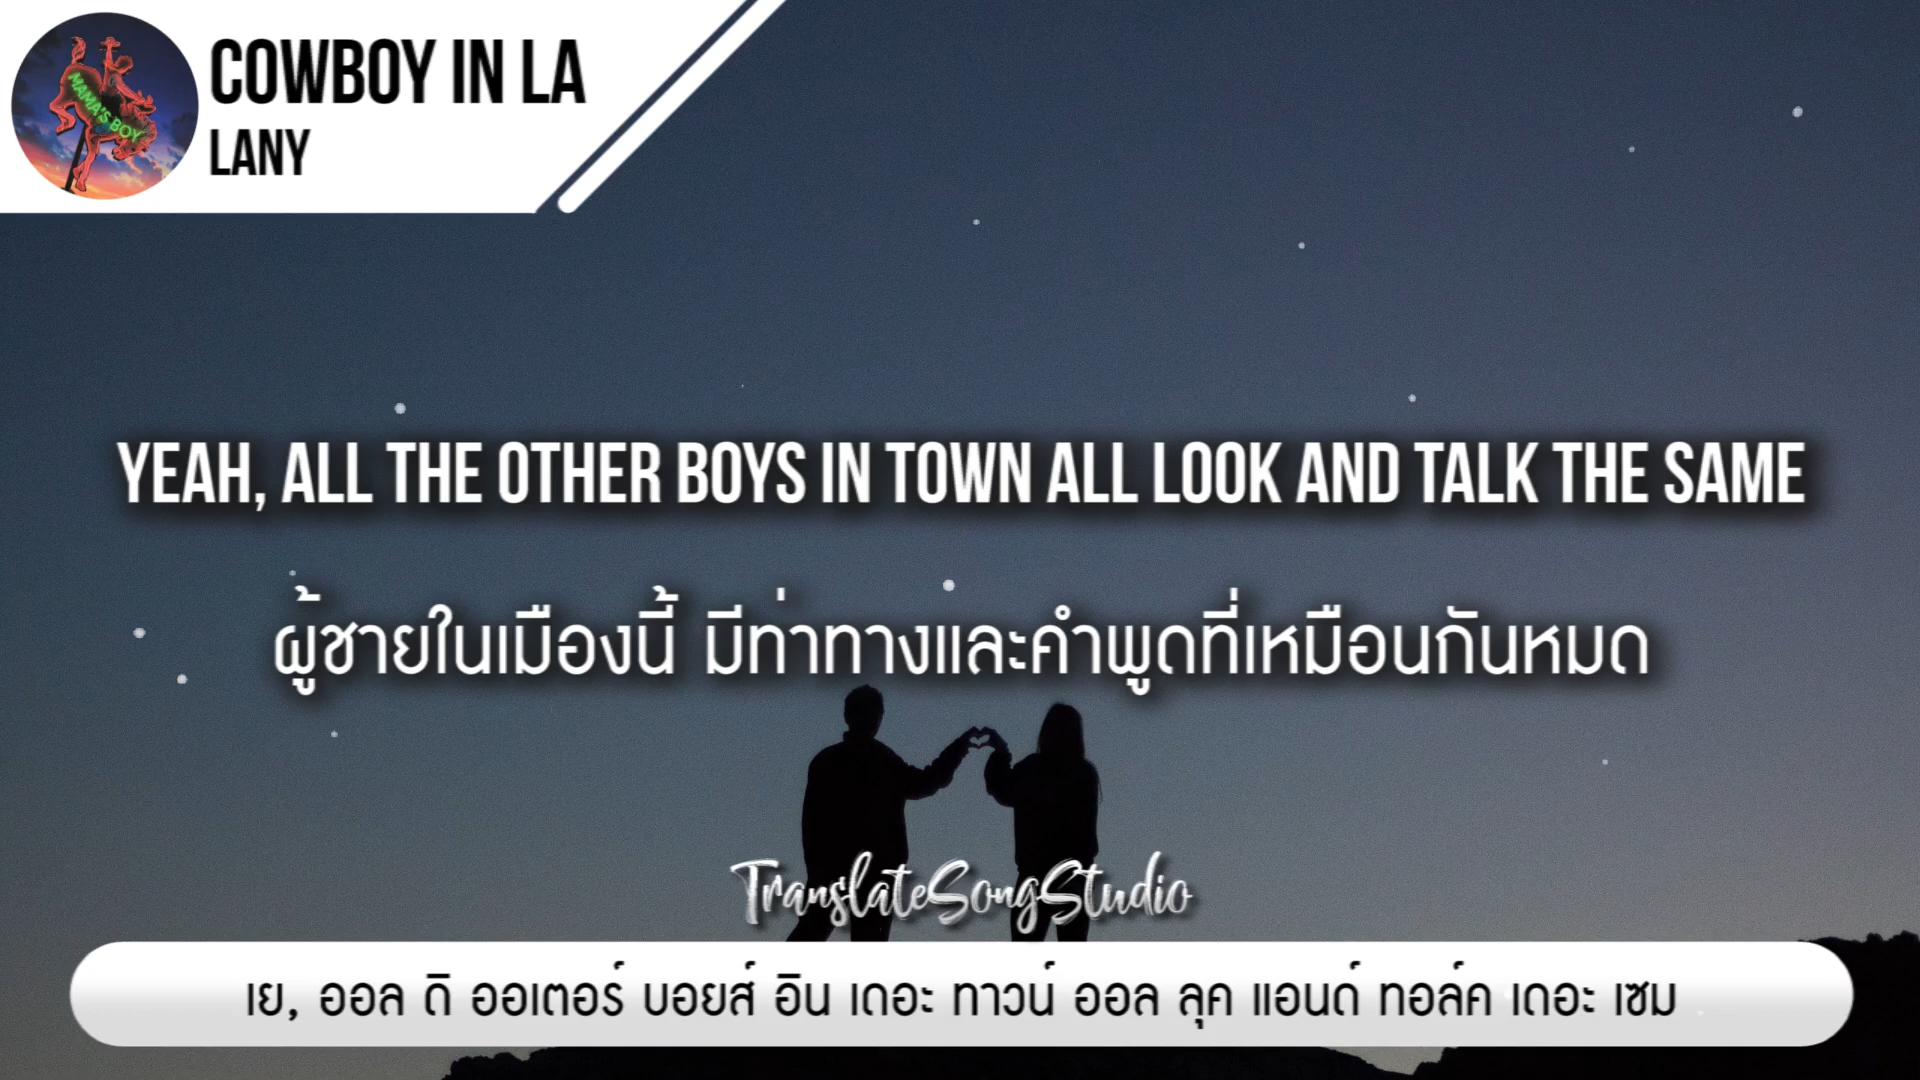 MAMA'S BOY
COWBOY IN LA
LANY
YEAH, ALL THE OTHER BOYS IN TOWN ALL LOOK AND TALK THE SAME
ผู้ชายในเมืองนี้ มีท่าทางและคำพูดที่เหมือนกันหมด
TranslateSongStudio
เย, ออล ดิ ออเตอร์ บอยส์ อิน เดอะ ทาวน์ ออล ลุค แอนด์ ทอล์ค เดอะ เซม